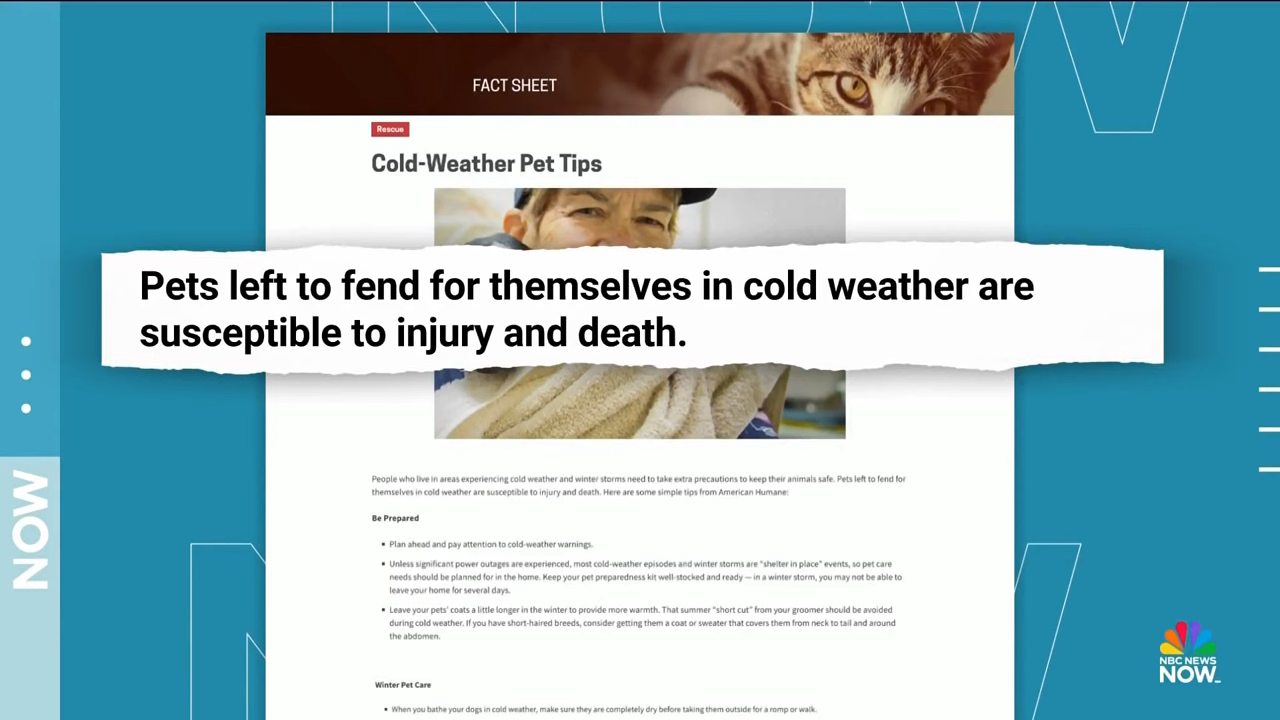 FACT SHEET
Rescue
Cold-Weather Pet Tips
Pets left to fend for themselves in cold weather are
susceptible to injury and death.
People who live in areas experiencing cold weather and winter storms need to take extra precautions to keep their animals safe. Pets left to fend for
themselves in cold weather are susceptible to injury and death. Here are some simple tips from American Humane:
Be Prepared
▪ Plan ahead and pay attention to cold-weather warnings.
▪ Unless significant power outages are experienced, most cold-weather episodes and winter storms are “shelter in place” events, so pet care
needs should be planned for in the home. Keep your pet preparedness kit well-stocked and ready — in a winter storm, you may not be able to
leave your home for several days.
▪ Leave your pets’ coats a little longer in the winter to provide more warmth. That summer “short cut” from your groomer should be avoided
during cold weather. If you have short-haired breeds, consider getting them a coat or sweater that covers them from neck to tail and around
the abdomen.
Winter Pet Care
▪ When you bathe your dogs in cold weather, make sure they are completely dry before taking them outside for a romp or walk.
NOW
NBC NEWS
NOW_